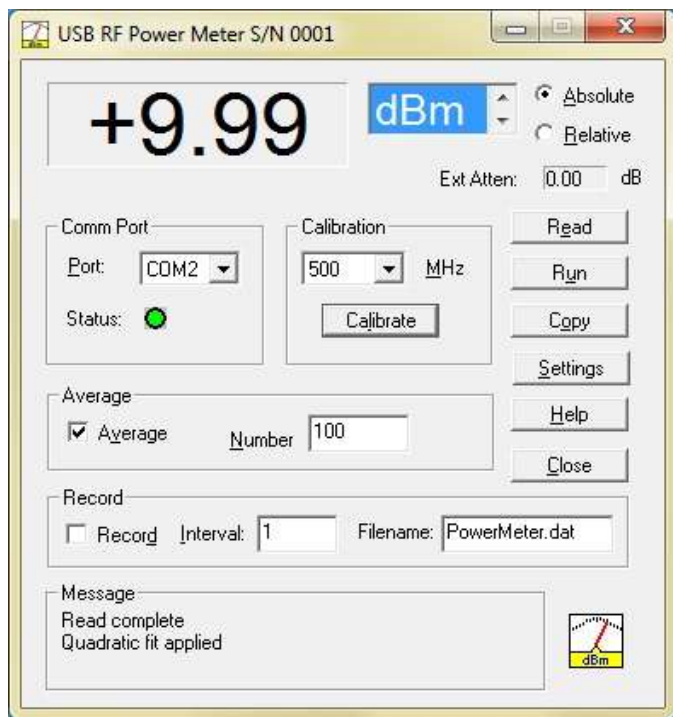 USB RF Power Meter S/N 0001
+9.99
dBm
Absolute
Relative
Ext Atten: 0.00 dB
Comm Port
Port: COM2
Status:
Calibration
500 MHz
Calibrate
Read
Run
Copy
Settings
Help
Close
Average
Average Number 100
Record
Record Interval: 1 Filename: PowerMeter.dat
Message
Read complete
Quadratic fit applied
dBm